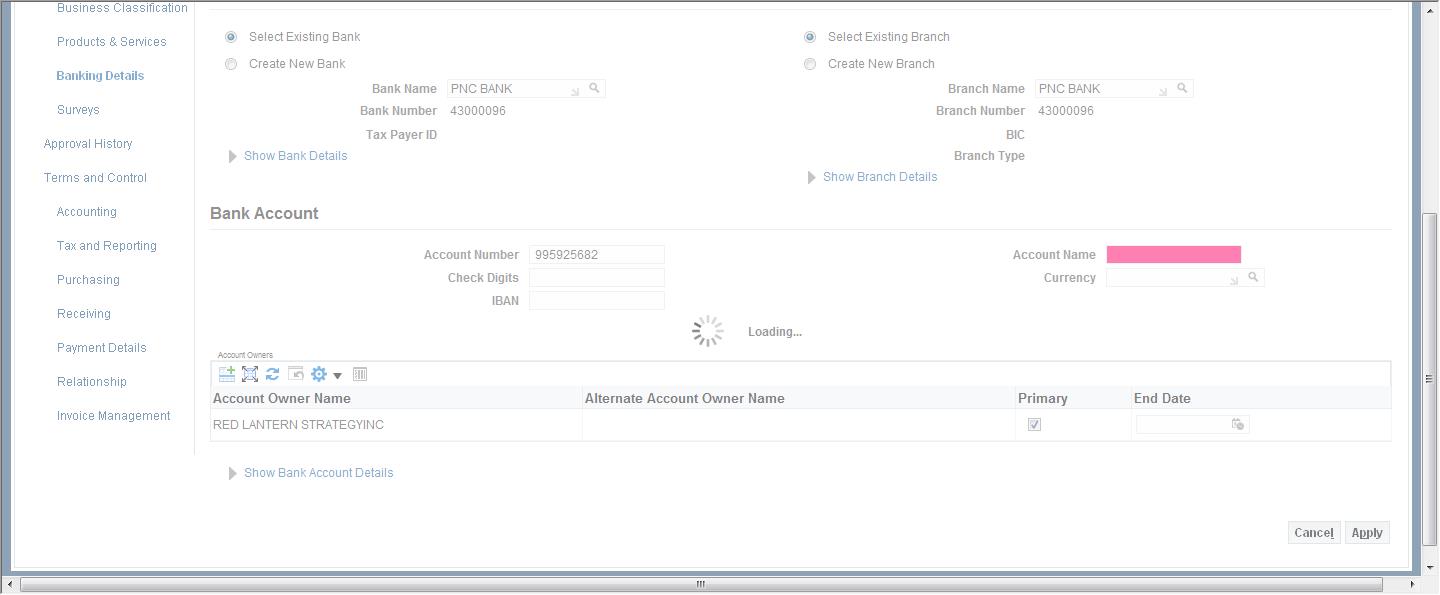 Business Classification
Products & Services
Banking Details
Surveys
Approval History
Terms and Control
Accounting
Tax and Reporting
Purchasing
Receiving
Payment Details
Relationship
Invoice Management
Select Existing Bank
Create New Bank
Bank Name PNC BANK
Bank Number 43000096
Tax Payer ID
Show Bank Details
Select Existing Branch
Create New Branch
Branch Name PNC BANK
Branch Number 43000096
BIC
Branch Type
Show Branch Details
Bank Account
Account Number 995925682
Check Digits
IBAN
Account Name
Currency
Loading...
Account Owners
Account Owner Name Alternate Account Owner Name Primary End Date
RED LANTERN STRATEGYINC
Show Bank Account Details
Cancel Apply